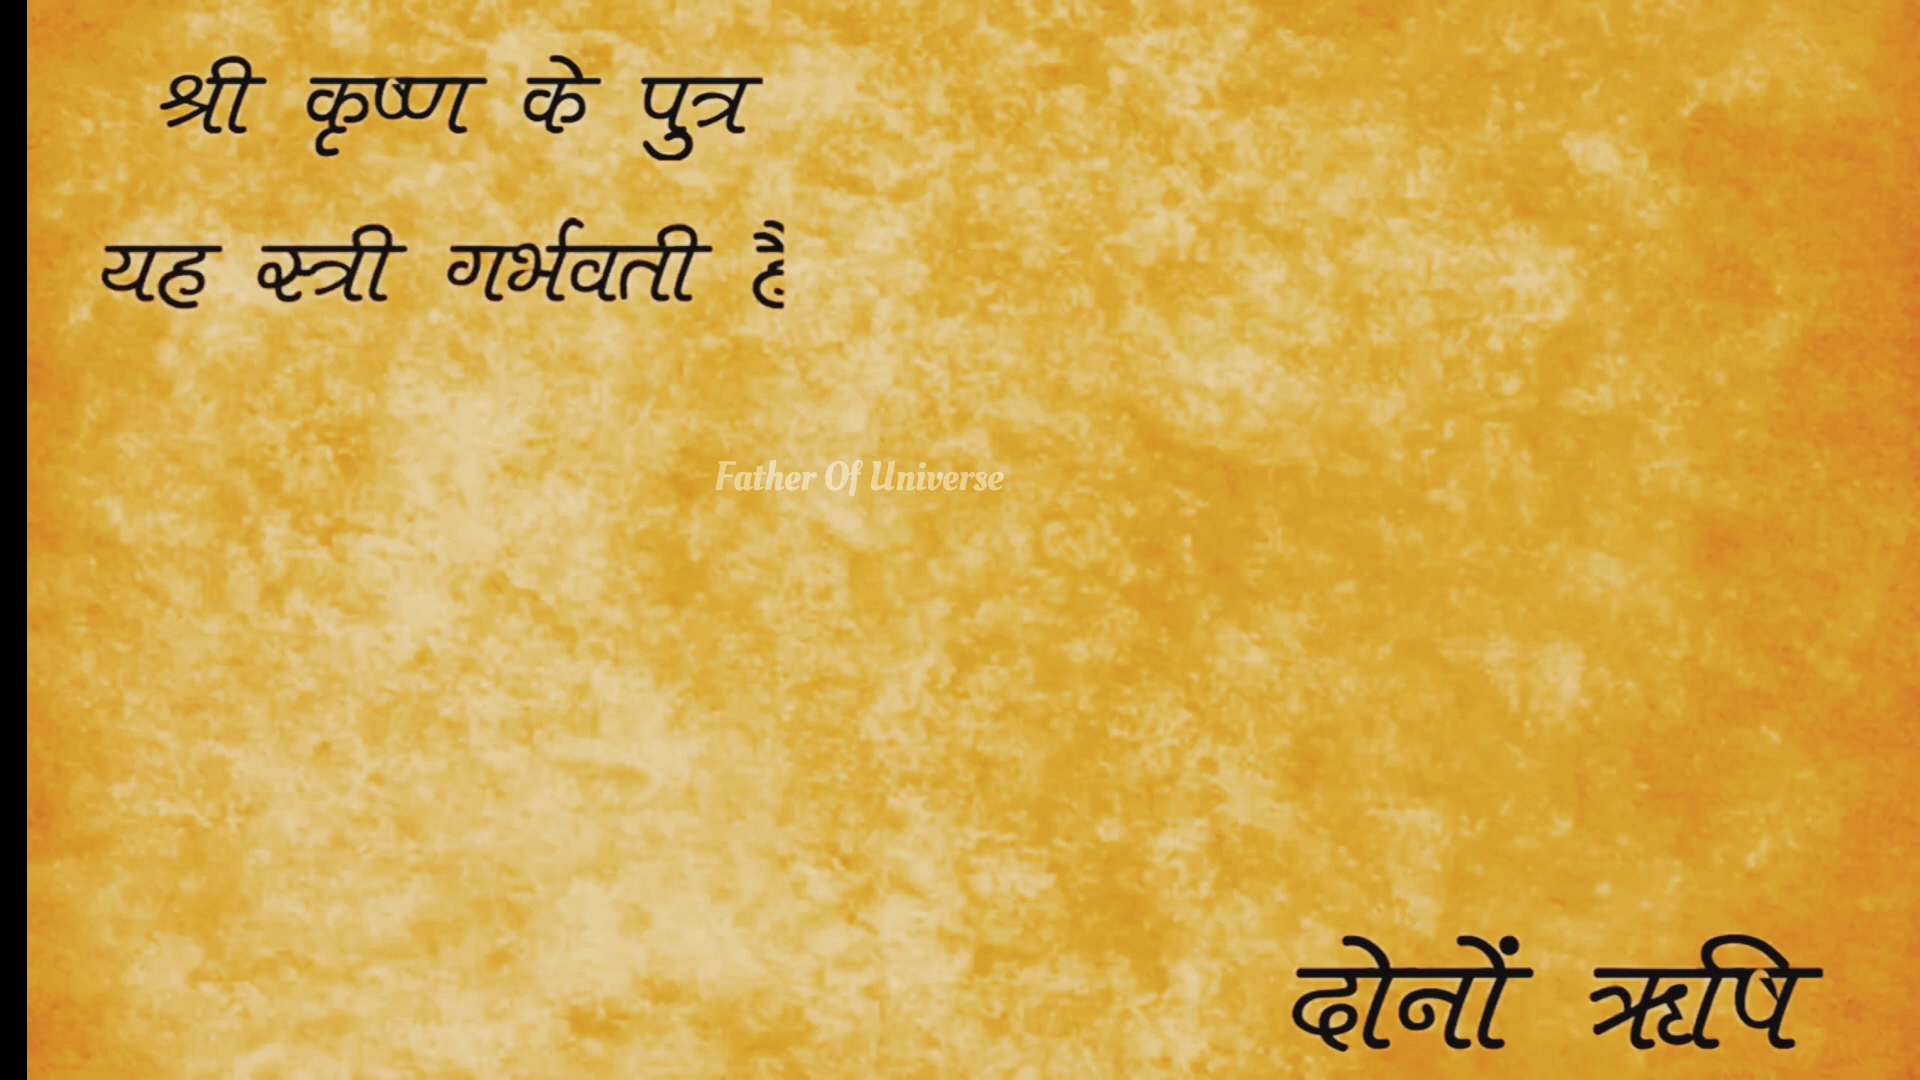 श्री कृष्ण के पुत्र
यह स्त्री गर्भवती है
Father Of Universe
दोनों ऋषि